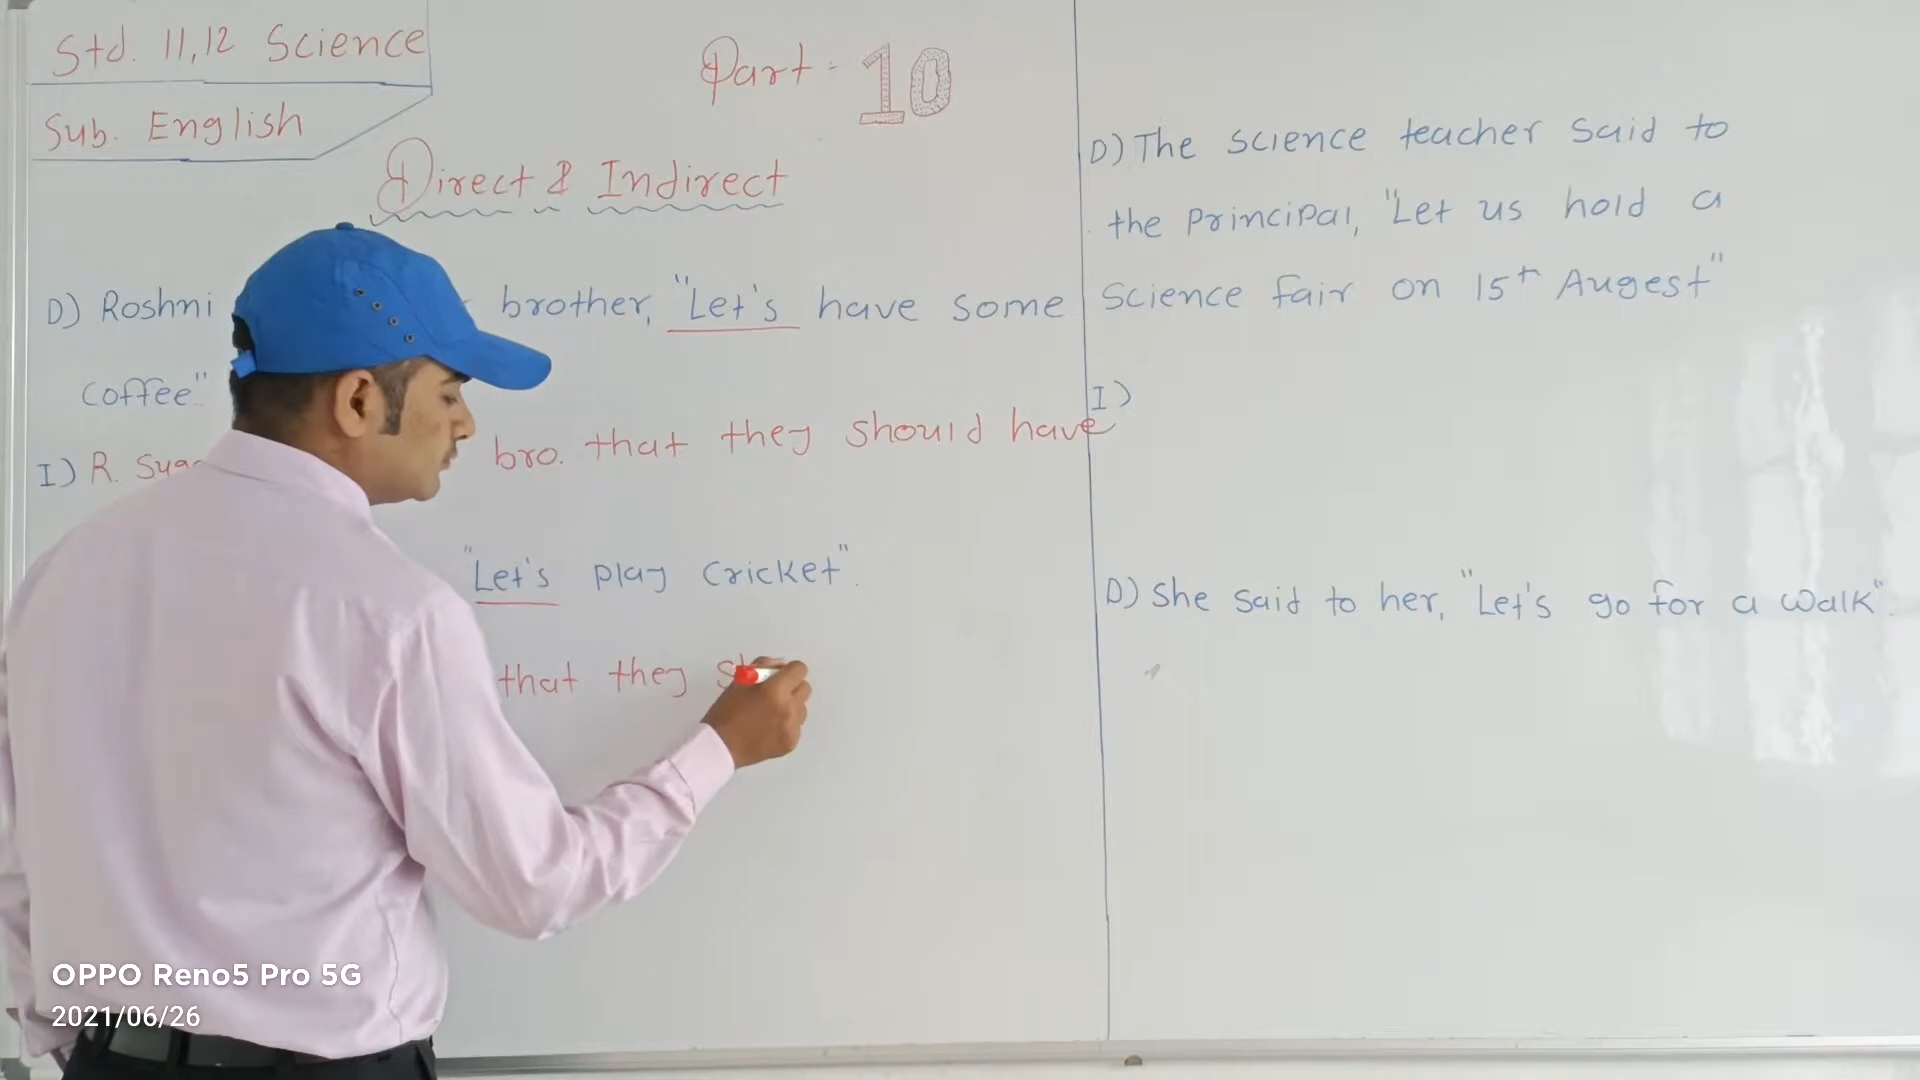 Std. 11,12 Science
Sub. English
Part - 10
Direct & Indirect
D) Roshni brother, "Let's have some
coffee"
I) R. bro. that they should have
"Let's play cricket".
that they
D) The science teacher said to
the principal, "Let us hold a
science fair on 15th Augest"
I)
D) She said to her, "Let's go for a walk".
OPPO Reno5 Pro 5G
2021/06/26